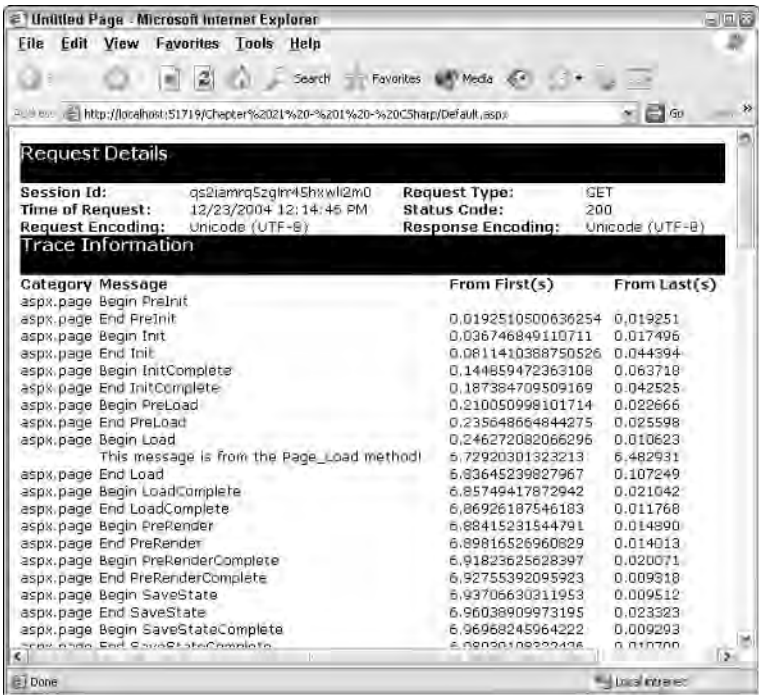 Untitled Page - Microsoft Internet Explorer
File Edit View Favorites Tools Help
Search Favorites Media
http://localhost:51719/Chapter%2021%20-%201%20-%20CSharp/Default.aspx Go
Request Details
Session Id: Request Type: GET
Time of Request: 12/23/2004 12:14:46 PM Status Code: 200
Request Encoding: Unicode (UTF-8) Response Encoding: Unicode (UTF-8)
Trace Information
Category Message From First(s) From Last(s)
aspx.page Begin PreInit
aspx.page End PreInit 0.0192510500636254 0.019251
aspx.page Begin Init 0.036746849110711 0.017496
aspx.page End Init 0.0811410388750526 0.044394
aspx.page Begin InitComplete 0.144859472363108 0.063718
aspx.page End InitComplete 0.187384709509169 0.042525
aspx.page Begin PreLoad 0.210050998101714 0.022666
aspx.page End PreLoad 0.235648664844275 0.025598
aspx.page Begin Load 0.246272082066296 0.010623
This message is from the Page_Load method! 6.72920301323213 6.482931
aspx.page End Load 6.83645239827967 0.107249
aspx.page Begin LoadComplete 6.85749417872942 0.021042
aspx.page End LoadComplete 6.86926187546183 0.011768
aspx.page Begin PreRender 6.88415231544791 0.014890
aspx.page End PreRender 6.89816526960829 0.014013
aspx.page Begin PreRenderComplete 6.91823625628397 0.020071
aspx.page End PreRenderComplete 6.92755392095923 0.009318
aspx.page Begin SaveState 6.93706630311953 0.009512
aspx.page End SaveState 6.96038909973195 0.023323
aspx.page Begin SaveStateComplete 6.96968245964222 0.009293
aspx.page End SaveStateComplete
Done Local intranet